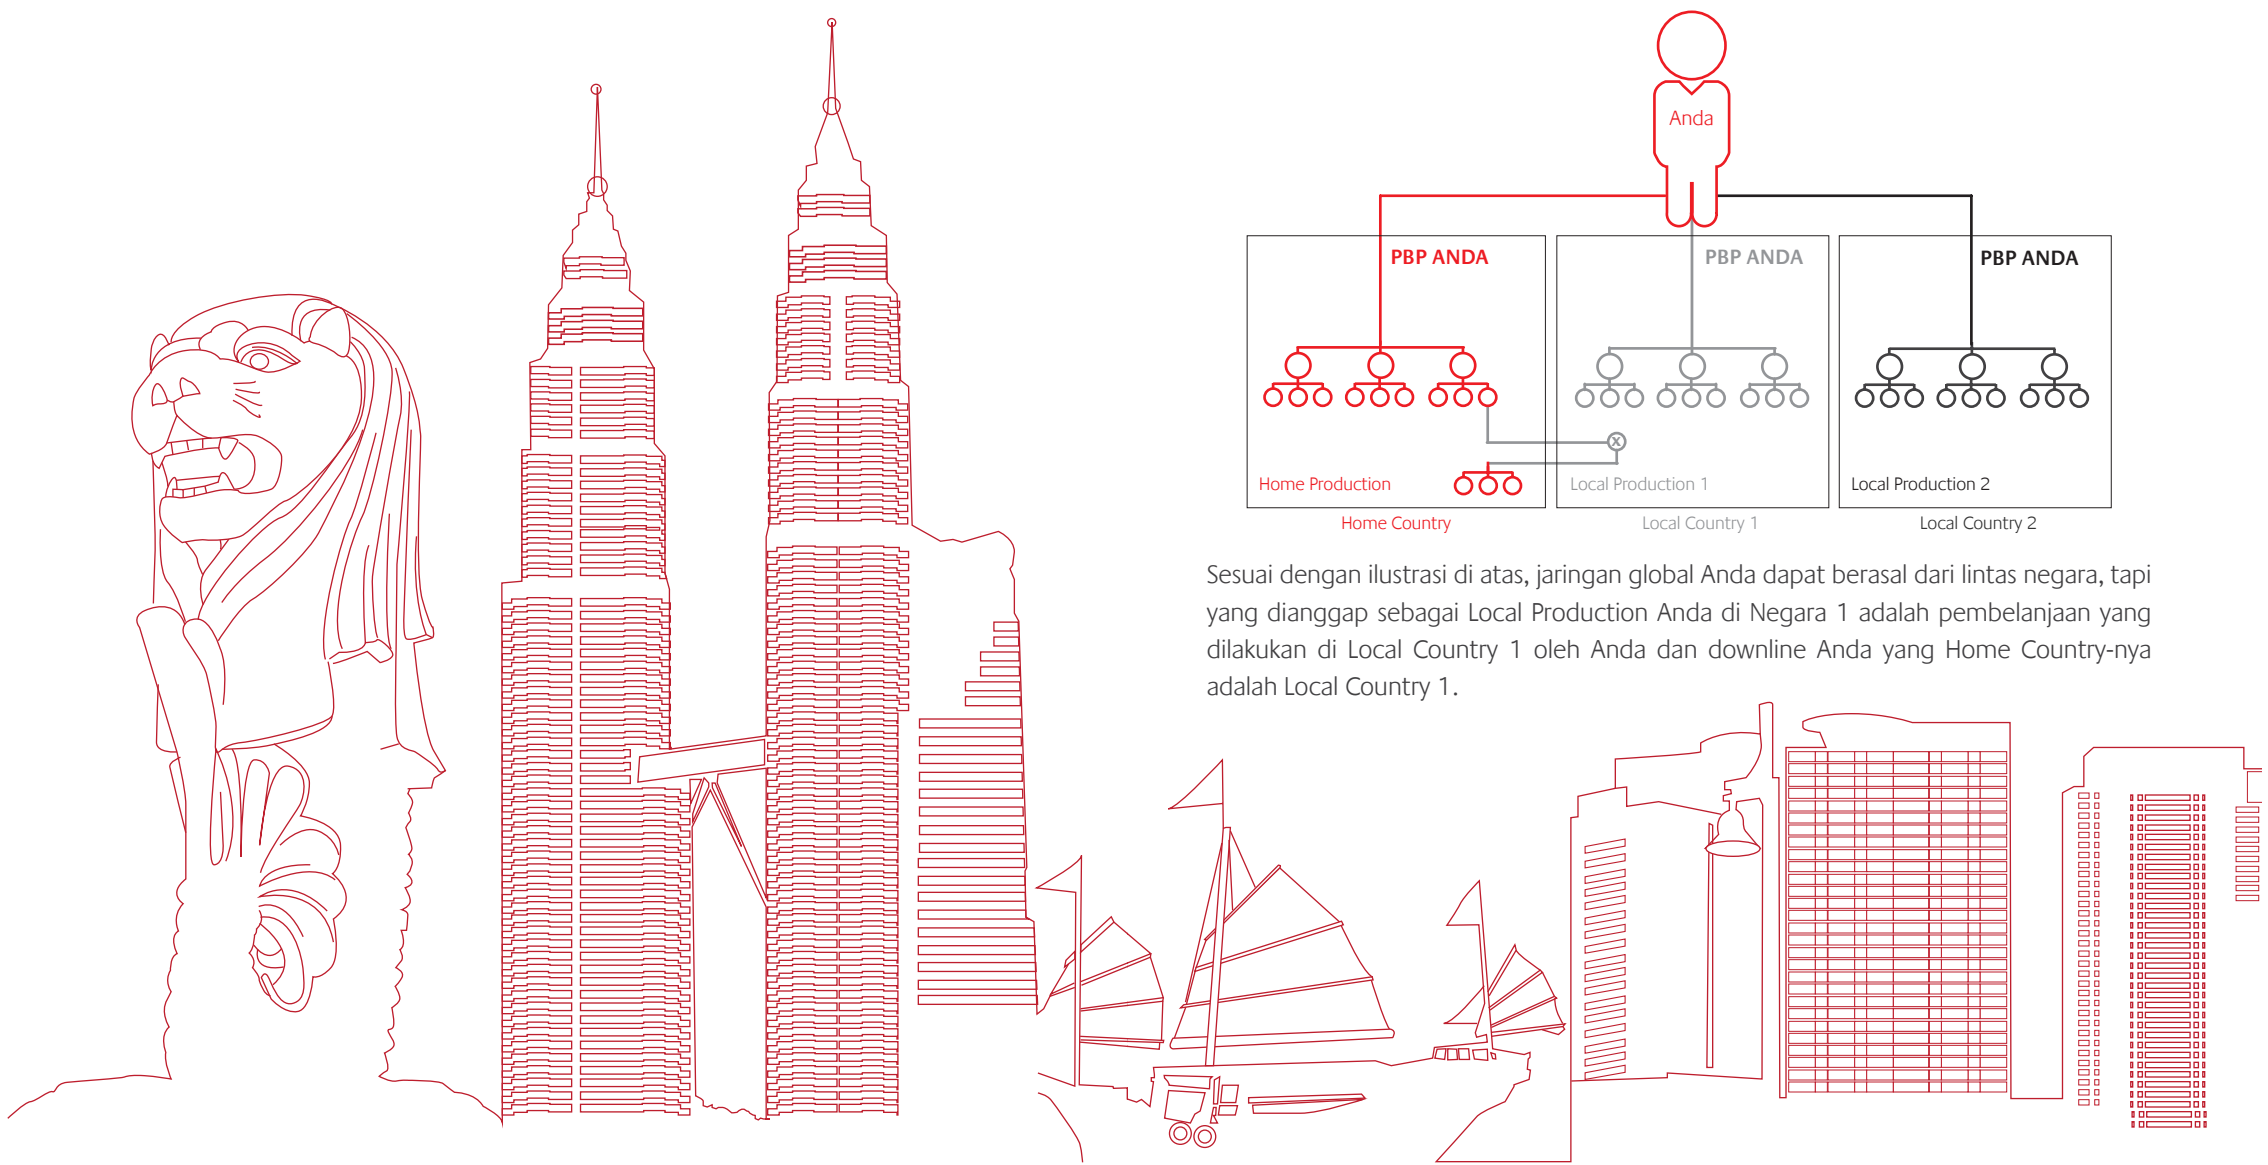 Anda
PBP ANDA
PBP ANDA
PBP ANDA
x
Home Production
Local Production 1
Local Production 2
Home Country
Local Country 1
Local Country 2
Sesuai dengan ilustrasi di atas, jaringan global Anda dapat berasal dari lintas negara, tapi
yang dianggap sebagai Local Production Anda di Negara 1 adalah pembelanjaan yang
dilakukan di Local Country 1 oleh Anda dan downline Anda yang Home Country-nya
adalah Local Country 1.